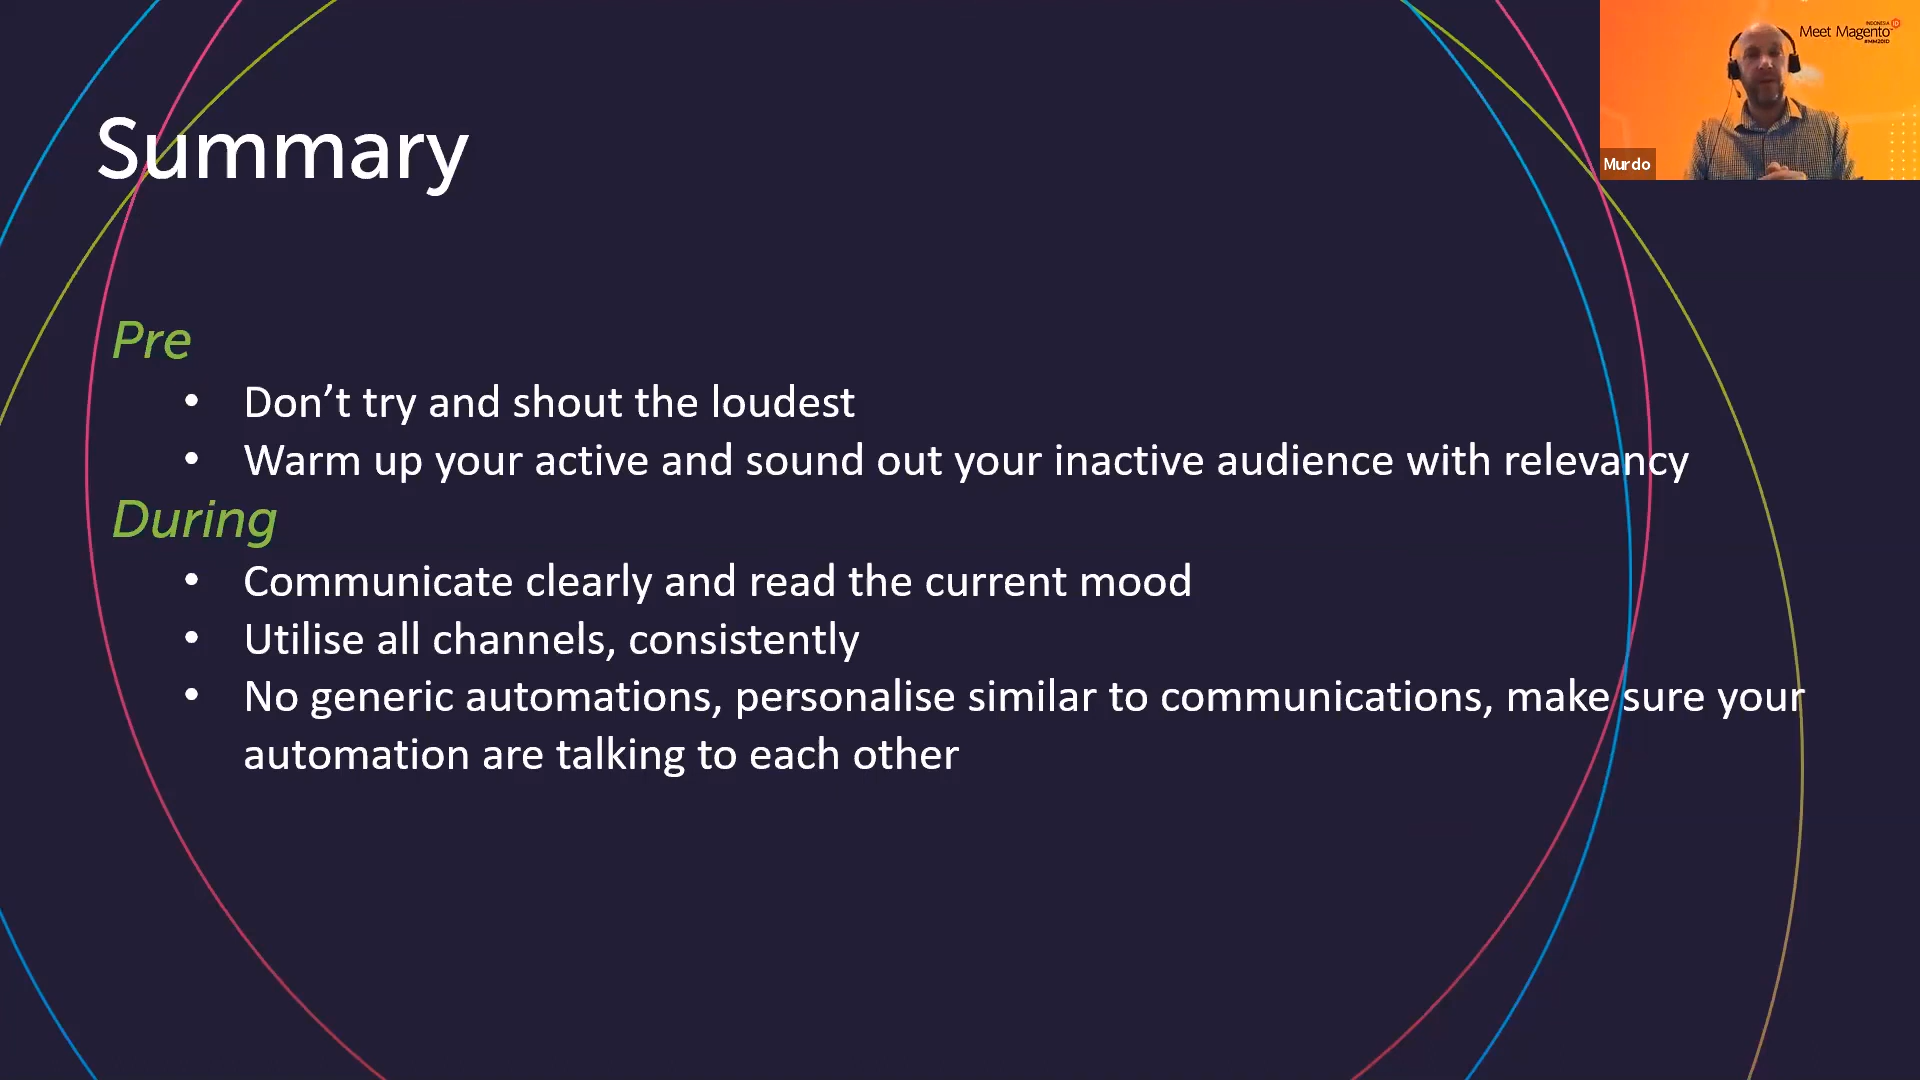 INDONESIA
Meet Magento
#MM20ID
Murdo
Summary
Pre
• Don’t try and shout the loudest
• Warm up your active and sound out your inactive audience with relevancy
During
• Communicate clearly and read the current mood
• Utilise all channels, consistently
• No generic automations, personalise similar to communications, make sure your
automation are talking to each other